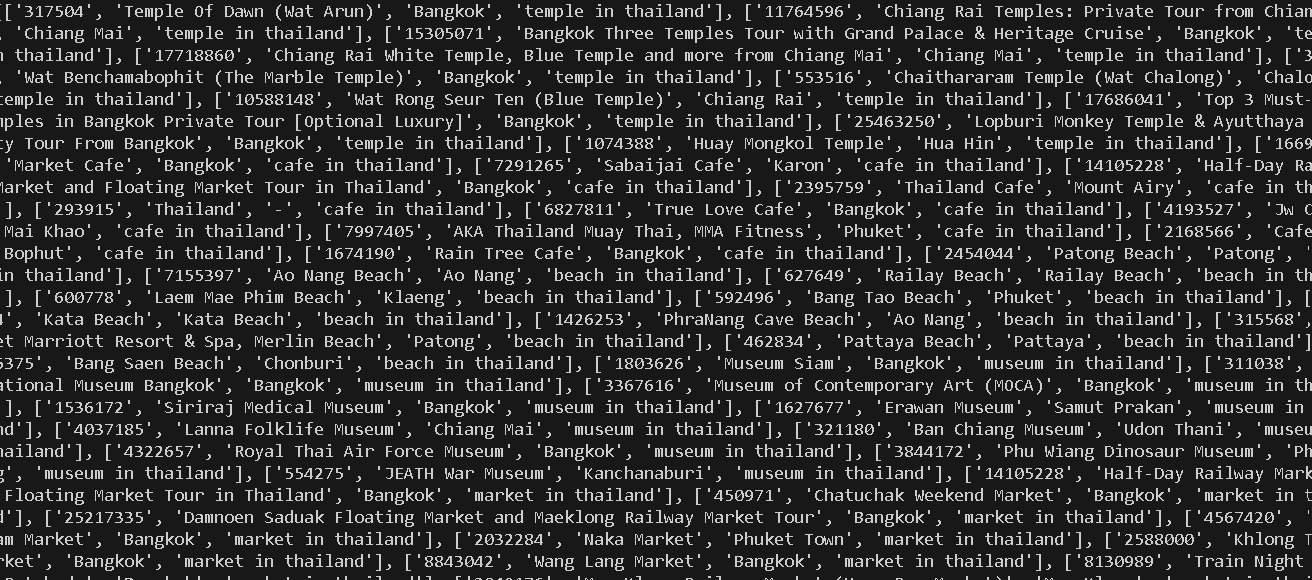 [['317504', 'Temple Of Dawn (Wat Arun)', 'Bangkok', 'temple in thailand'], ['11764596', 'Chiang Rai Temples: Private Tour from Chian
, 'Chiang Mai', 'temple in thailand'], ['15305071', 'Bangkok Three Temples Tour with Grand Palace & Heritage Cruise', 'Bangkok', 'te
n thailand'], ['17718860', 'Chiang Rai White Temple, Blue Temple and more from Chiang Mai', 'Chiang Mai', 'temple in thailand'], ['3
, 'Wat Benchamabophit (The Marble Temple)', 'Bangkok', 'temple in thailand'], ['553516', 'Chaithararam Temple (Wat Chalong)', 'Chalo
temple in thailand'], ['10588148', 'Wat Rong Seur Ten (Blue Temple)', 'Chiang Rai', 'temple in thailand'], ['17686041', 'Top 3 Must-
mples in Bangkok Private Tour [Optional Luxury]', 'Bangkok', 'temple in thailand'], ['25463250', 'Lopburi Monkey Temple & Ayutthaya
ty Tour From Bangkok', 'Bangkok', 'temple in thailand'], ['1074388', 'Huay Mongkol Temple', 'Hua Hin', 'temple in thailand'], ['1669
'Market Cafe', 'Bangkok', 'cafe in thailand'], ['7291265', 'Sabaijai Cafe', 'Karon', 'cafe in thailand'], ['14105228', 'Half-Day Ra
Market and Floating Market Tour in Thailand', 'Bangkok', 'cafe in thailand'], ['2395759', 'Thailand Cafe', 'Mount Airy', 'cafe in th
'], ['293915', 'Thailand', '-', 'cafe in thailand'], ['6827811', 'True Love Cafe', 'Bangkok', 'cafe in thailand'], ['4193527', 'Jw C
'Mai Khao', 'cafe in thailand'], ['7997405', 'AKA Thailand Muay Thai, MMA Fitness', 'Phuket', 'cafe in thailand'], ['2168566', 'Cafe
'Bophut', 'cafe in thailand'], ['1674190', 'Rain Tree Cafe', 'Bangkok', 'cafe in thailand'], ['2454044', 'Patong Beach', 'Patong',
in thailand'], ['7155397', 'Ao Nang Beach', 'Ao Nang', 'beach in thailand'], ['627649', 'Railay Beach', 'Railay Beach', 'beach in th
'], ['600778', 'Laem Mae Phim Beach', 'Klaeng', 'beach in thailand'], ['592496', 'Bang Tao Beach', 'Phuket', 'beach in thailand'], [
4', 'Kata Beach', 'Kata Beach', 'beach in thailand'], ['1426253', 'PhraNang Cave Beach', 'Ao Nang', 'beach in thailand'], ['315568',
et Marriott Resort & Spa, Merlin Beach', 'Patong', 'beach in thailand'], ['462834', 'Pattaya Beach', 'Pattaya', 'beach in thailand']
6375', 'Bang Saen Beach', 'Chonburi', 'beach in thailand'], ['1803626', 'Museum Siam', 'Bangkok', 'museum in thailand'], ['311038',
ational Museum Bangkok', 'Bangkok', 'museum in thailand'], ['3367616', 'Museum of Contemporary Art (MOCA)', 'Bangkok', 'museum in th
'], ['1536172', 'Siriraj Medical Museum', 'Bangkok', 'museum in thailand'], ['1627677', 'Erawan Museum', 'Samut Prakan', 'museum in
nd'], ['4037185', 'Lanna Folklife Museum', 'Chiang Mai', 'museum in thailand'], ['321180', 'Ban Chiang Museum', 'Udon Thani', 'museu
hailand'], ['4322657', 'Royal Thai Air Force Museum', 'Bangkok', 'museum in thailand'], ['3844172', 'Phu Wiang Dinosaur Museum', 'Ph
g', 'museum in thailand'], ['554275', 'JEATH War Museum', 'Kanchanaburi', 'museum in thailand'], ['14105228', 'Half-Day Railway Mark
Floating Market Tour in Thailand', 'Bangkok', 'market in thailand'], ['450971', 'Chatuchak Weekend Market', 'Bangkok', 'market in t
d'], ['25217335', 'Damnoen Saduak Floating Market and Maeklong Railway Market Tour', 'Bangkok', 'market in thailand'], ['4567420', '
am Market', 'Bangkok', 'market in thailand'], ['2032284', 'Naka Market', 'Phuket Town', 'market in thailand'], ['2588000', 'Khlong T
rket', 'Bangkok', 'market in thailand'], ['8843042', 'Wang Lang Market', 'Bangkok', 'market in thailand'], ['8130989', 'Train Night